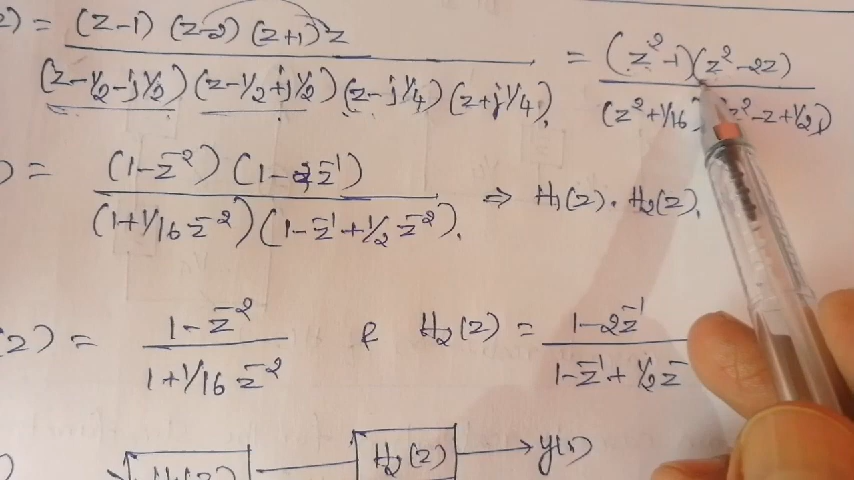 2) = (z-1) (z-2) (z+1) z / (z-1/2-j1/2) (z-1/2+j1/2) (z-j1/4) (z+j1/4) = (z²-1)(z²-2z) / (z²+1/16) (z²-z+1/2)
) = (1-z⁻²) (1-2z⁻¹) / (1+1/16 z⁻²) (1-z⁻¹+1/2 z⁻²). ⇒ H₁(z) · H₂(z).
(z) = 1-z⁻² / 1+1/16 z⁻² & H₂(z) = 1-2z⁻¹ / 1-z⁻¹+1/2 z⁻
H₂(z) → y(n)